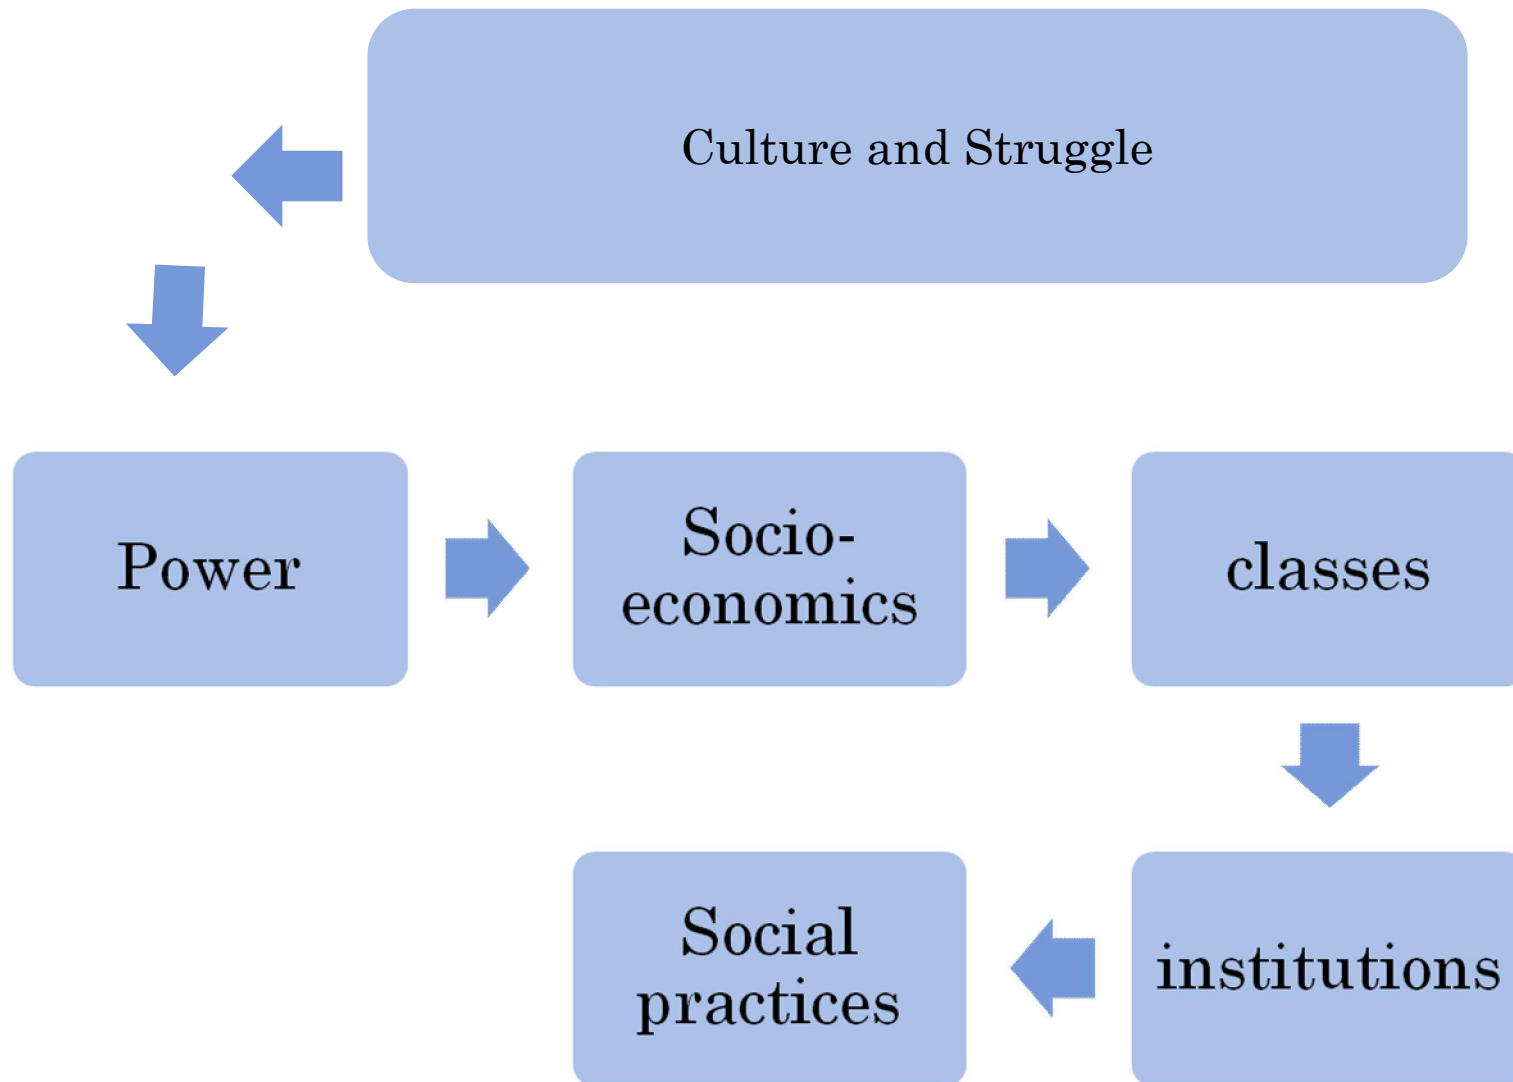 Culture and Struggle
Power
Socio-
economics
classes
institutions
Social
practices